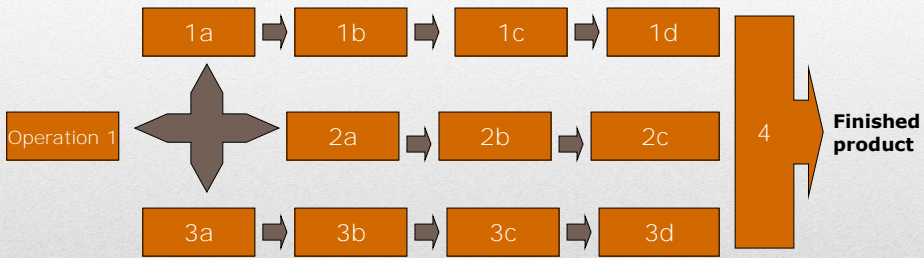 1a
1b
1c
1d
Operation 1
2a
2b
2c
4
Finished
product
3a
3b
3c
3d